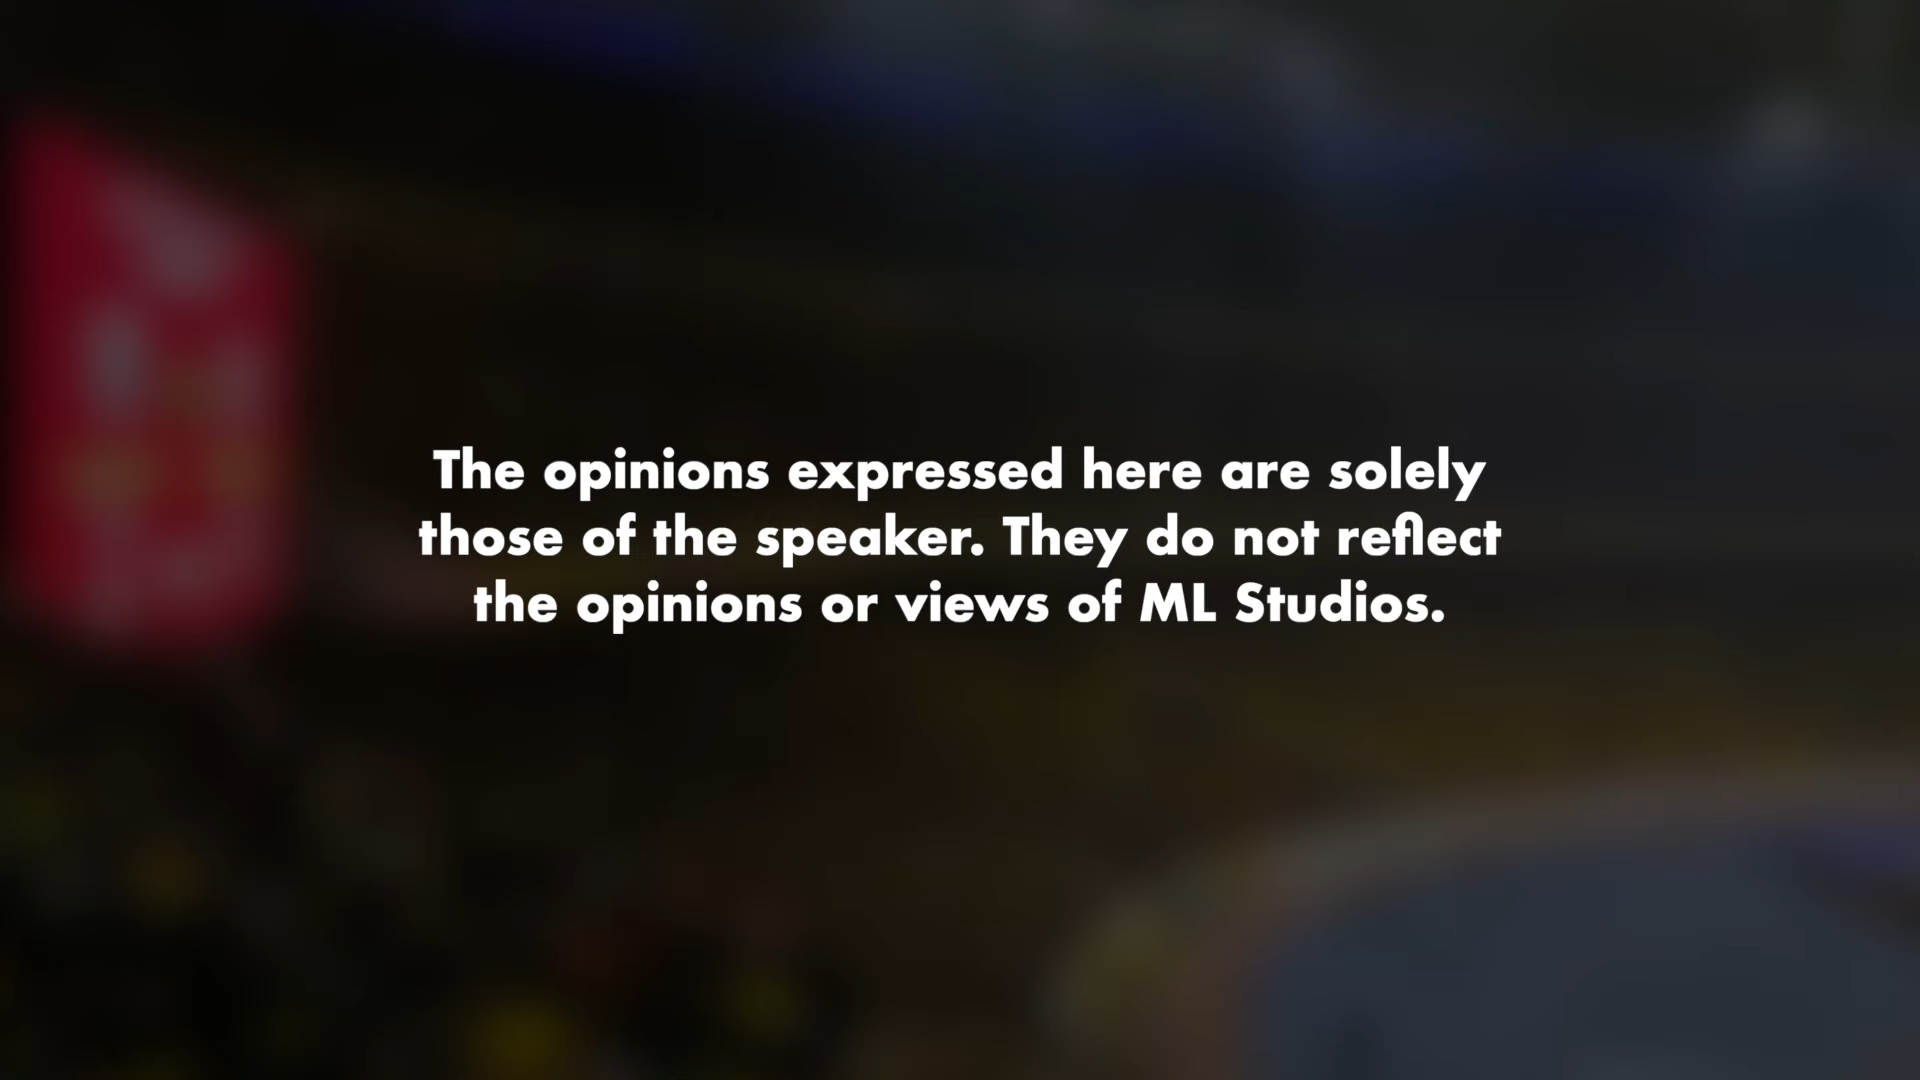 The opinions expressed here are solely
those of the speaker. They do not reflect
the opinions or views of ML Studios.